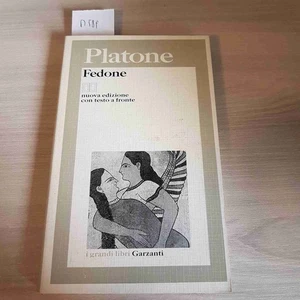 Platone
Fedone
nuova edizione
con testo a fronte
i grandi libri Garzanti